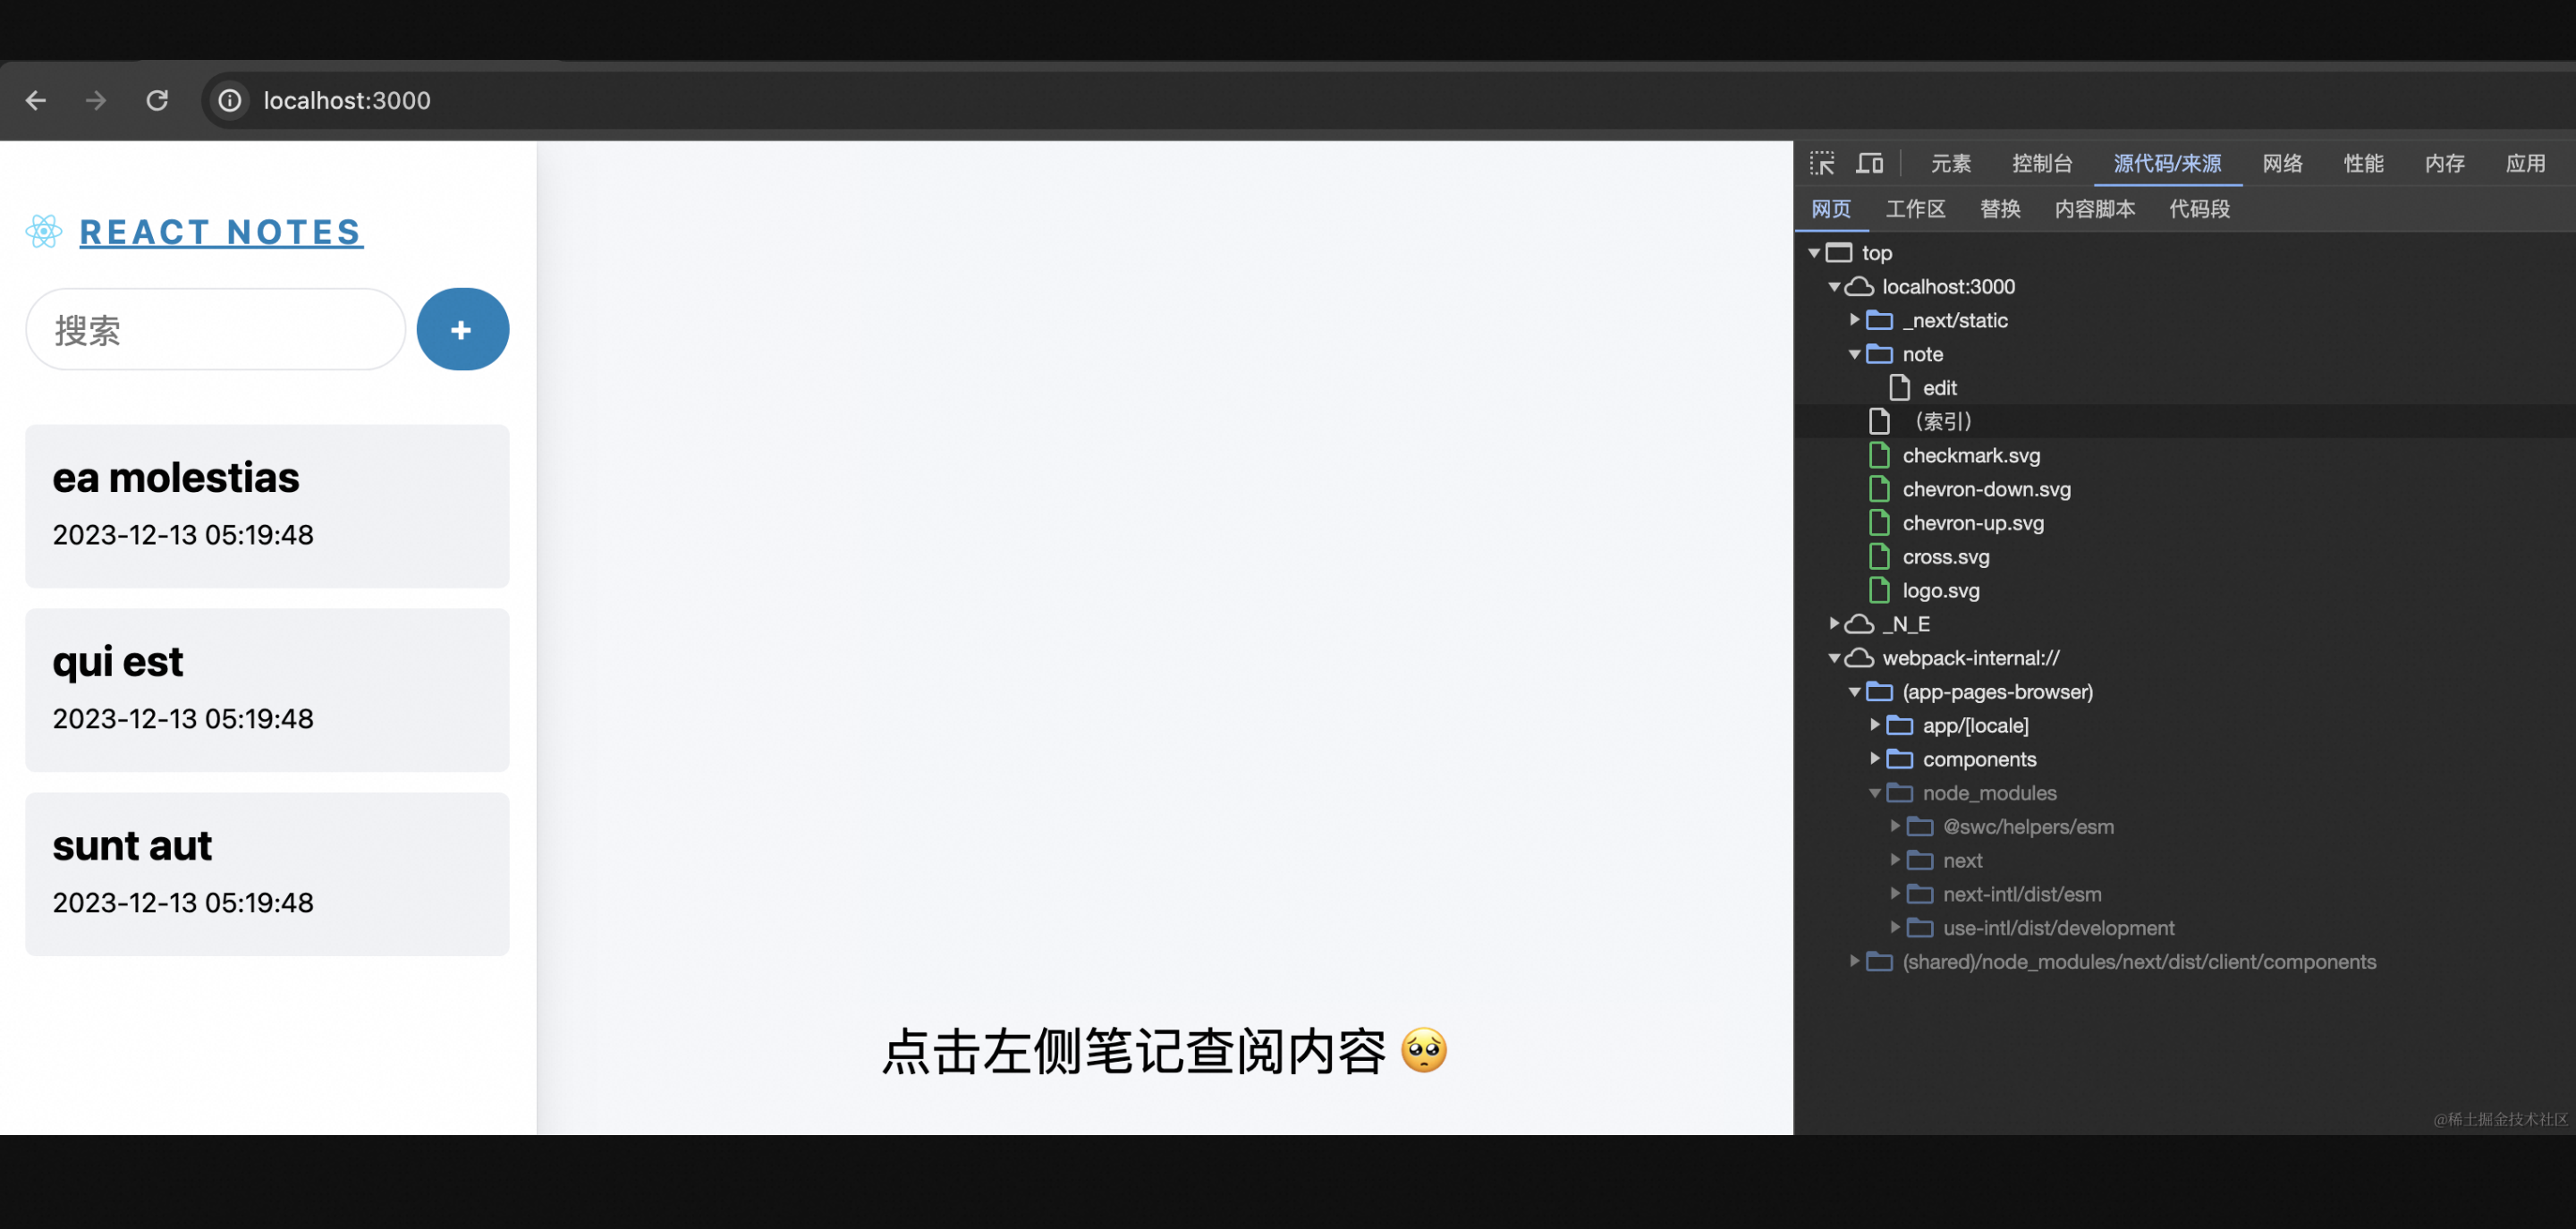 localhost:3000
REACT NOTES
搜索
+
ea molestias
2023-12-13 05:19:48
qui est
2023-12-13 05:19:48
sunt aut
2023-12-13 05:19:48
点击左侧笔记查阅内容 🥺
元素 控制台 源代码/来源 网络 性能 内存 应用
网页 工作区 替换 内容脚本 代码段
top
localhost:3000
_next/static
note
edit
（索引）
checkmark.svg
chevron-down.svg
chevron-up.svg
cross.svg
logo.svg
_N_E
webpack-internal://
(app-pages-browser)
app/[locale]
components
node_modules
@swc/helpers/esm
next
next-intl/dist/esm
use-intl/dist/development
(shared)/node_modules/next/dist/client/components
@稀土掘金技术社区